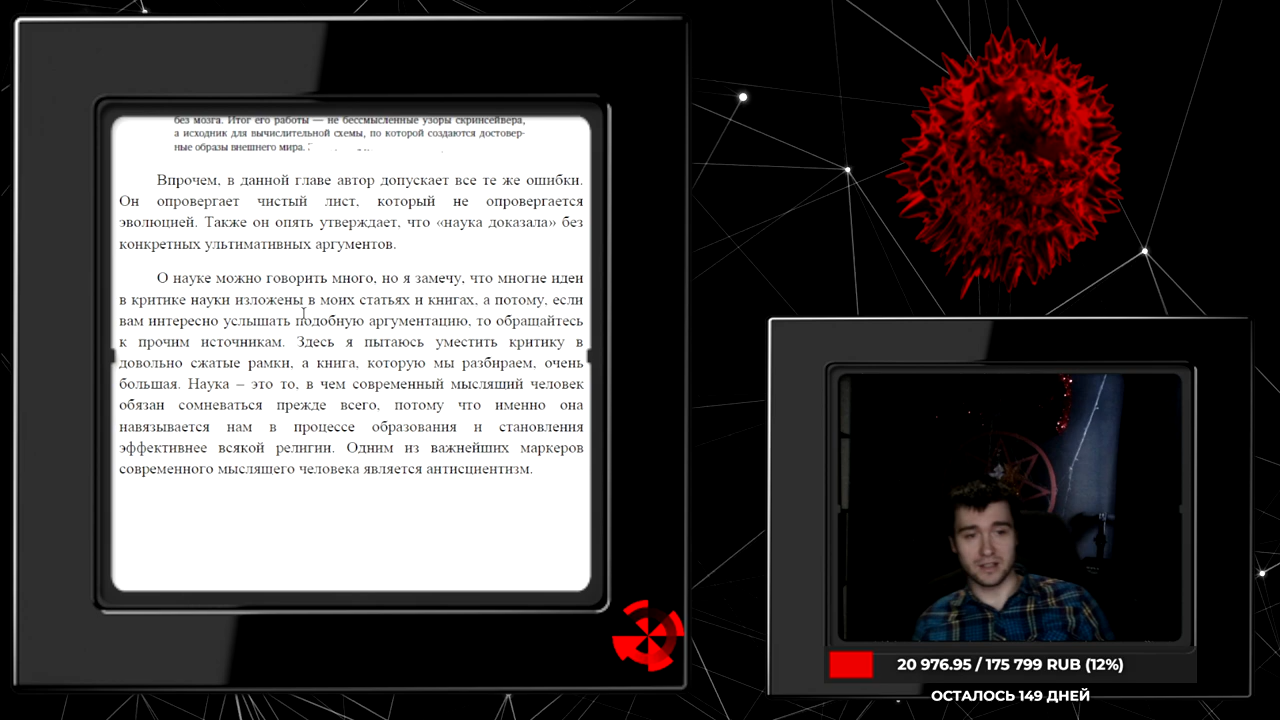 без мозга. Итог его работы — не бессмысленные узоры скринсейвера,
а исходник для вычислительной схемы, по которой создаются достовер-
ные образы внешнего мира.
Впрочем, в данной главе автор допускает все те же ошибки.
Он опровергает чистый лист, который не опровергается
эволюцией. Также он опять утверждает, что «наука доказала» без
конкретных ультимативных аргументов.
О науке можно говорить много, но я замечу, что многие идеи
в критике науки изложены в моих статьях и книгах, а потому, если
вам интересно услышать подобную аргументацию, то обращайтесь
к прочим источникам. Здесь я пытаюсь уместить критику в
довольно сжатые рамки, а книга, которую мы разбираем, очень
большая. Наука – это то, в чем современный мыслящий человек
обязан сомневаться прежде всего, потому что именно она
навязывается нам в процессе образования и становления
эффективнее всякой религии. Одним из важнейших маркеров
современного мыслящего человека является антисциентизм.
20 976.95 / 175 799 RUB (12%)
ОСТАЛОСЬ 149 ДНЕЙ